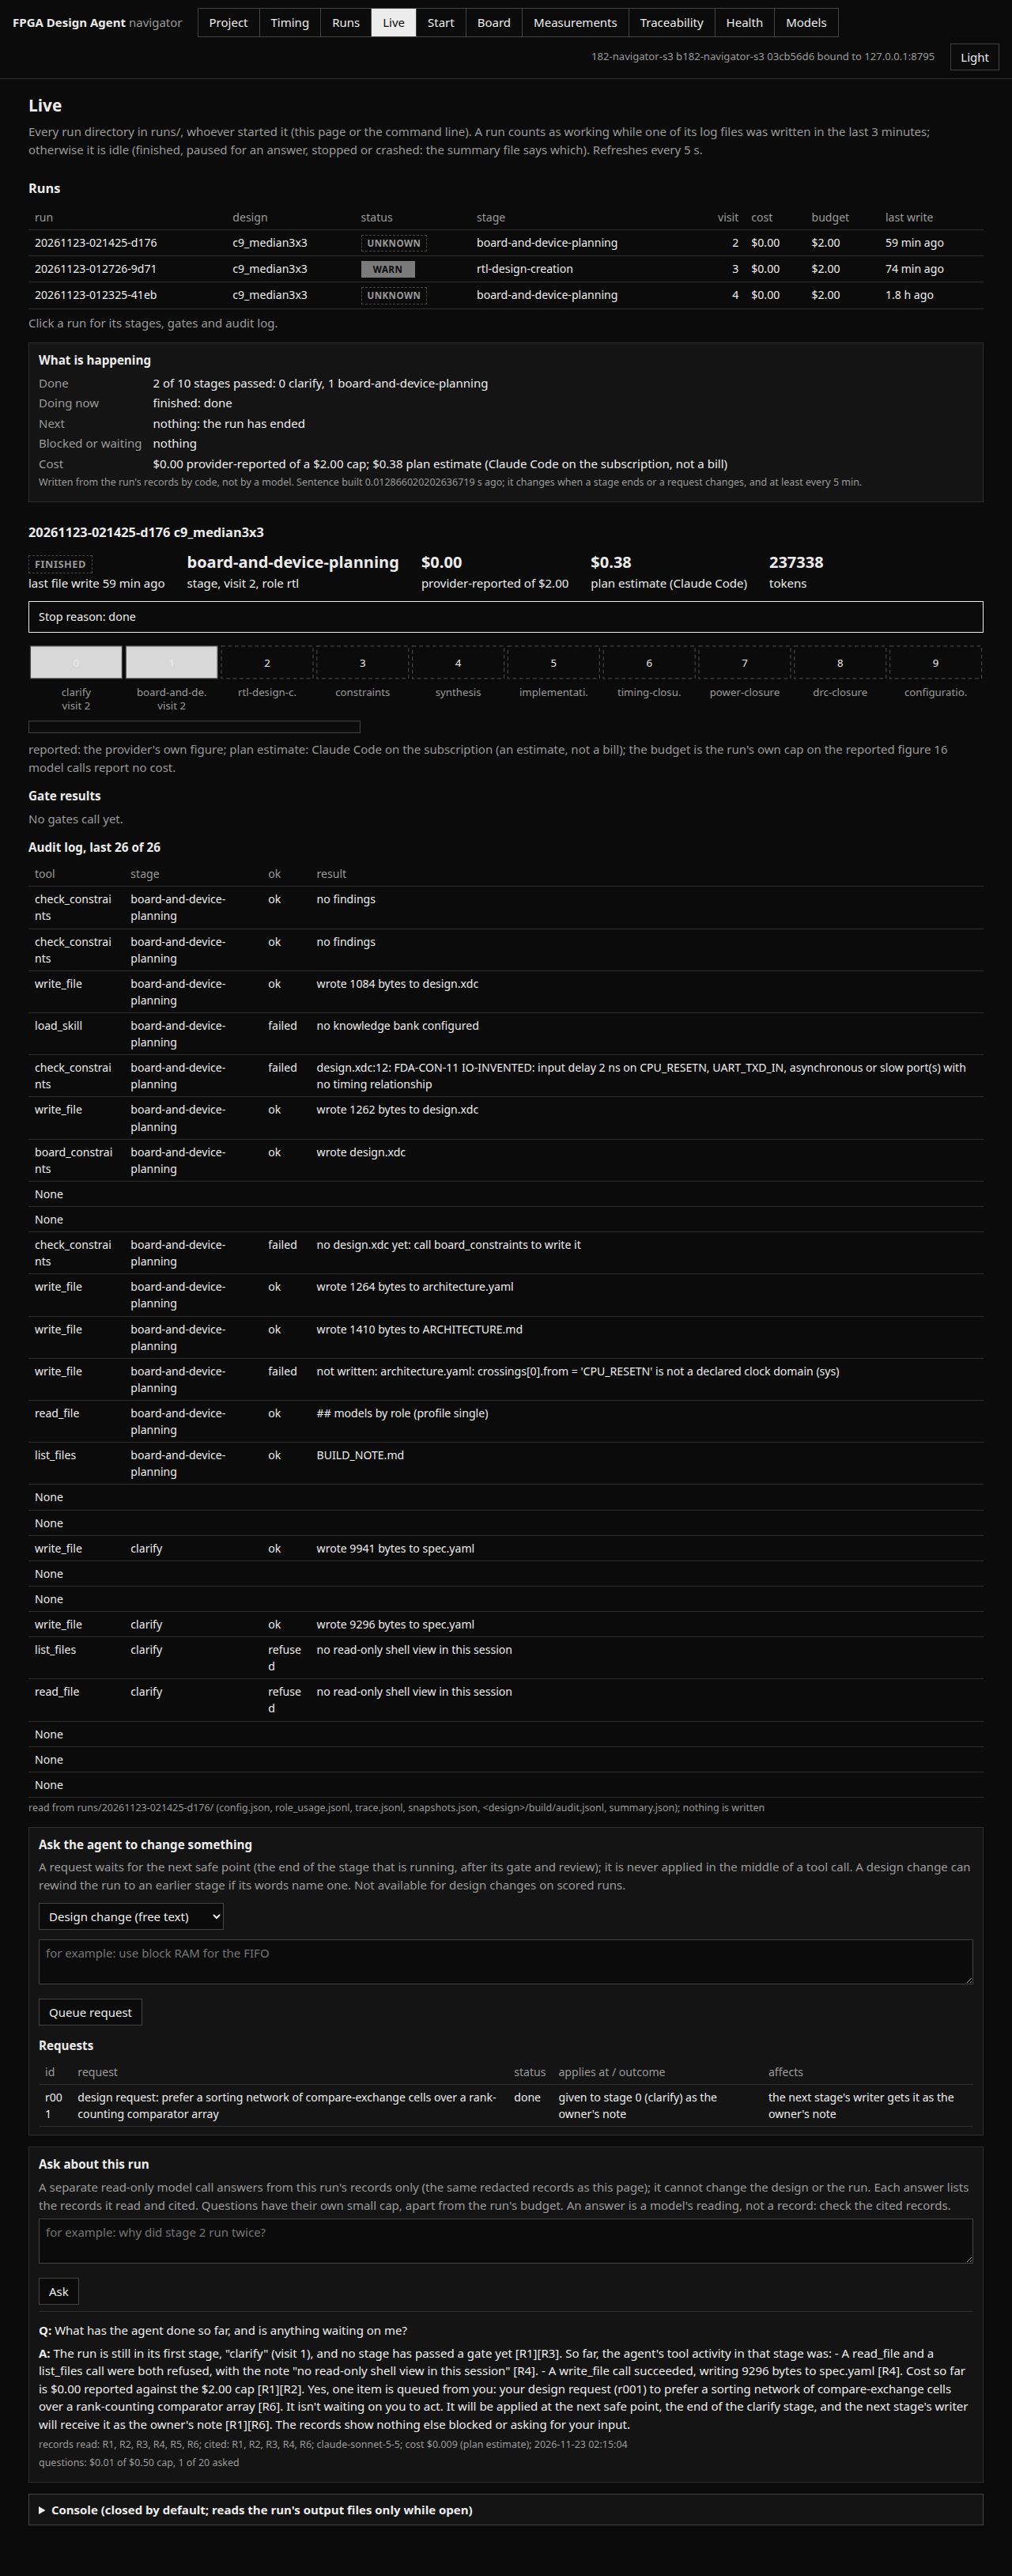 FPGA Design Agent navigator Project Timing Runs Live Start Board Measurements Traceability Health Models
182-navigator-s3 b182-navigator-s3 03cb56d6 bound to 127.0.0.1:8795 Light
Live
Every run directory in runs/, whoever started it (this page or the command line). A run counts as working while one of its log files was written in the last 3 minutes;
otherwise it is idle (finished, paused for an answer, stopped or crashed: the summary file says which). Refreshes every 5 s.
Runs
run design status stage visit cost budget last write
20261123-021425-d176 c9_median3x3 UNKNOWN board-and-device-planning 2 $0.00 $2.00 59 min ago
20261123-012726-9d71 c9_median3x3 WARN rtl-design-creation 3 $0.00 $2.00 74 min ago
20261123-012325-41eb c9_median3x3 UNKNOWN board-and-device-planning 4 $0.00 $2.00 1.8 h ago
Click a run for its stages, gates and audit log.
What is happening
Done 2 of 10 stages passed: 0 clarify, 1 board-and-device-planning
Doing now finished: done
Next nothing: the run has ended
Blocked or waiting nothing
Cost $0.00 provider-reported of a $2.00 cap; $0.38 plan estimate (Claude Code on the subscription, not a bill)
Written from the run's records by code, not by a model. Sentence built 0.012866020202636719 s ago; it changes when a stage ends or a request changes, and at least every 5 min.
20261123-021425-d176 c9_median3x3
FINISHED board-and-device-planning $0.00 $0.38 237338
last file write 59 min ago stage, visit 2, role rtl provider-reported of $2.00 plan estimate (Claude Code) tokens
Stop reason: done
0 1 2 3 4 5 6 7 8 9
clarify board-and-de. rtl-design-c. constraints synthesis implementati. timing-closu. power-closure drc-closure configuratio.
visit 2 visit 2
reported: the provider's own figure; plan estimate: Claude Code on the subscription (an estimate, not a bill); the budget is the run's own cap on the reported figure 16
model calls report no cost.
Gate results
No gates call yet.
Audit log, last 26 of 26
tool stage ok result
check_constrai board-and-device- ok no findings
nts planning
check_constrai board-and-device- ok no findings
nts planning
write_file board-and-device- ok wrote 1084 bytes to design.xdc
planning
load_skill board-and-device- failed no knowledge bank configured
planning
check_constrai board-and-device- failed design.xdc:12: FDA-CON-11 IO-INVENTED: input delay 2 ns on CPU_RESETN, UART_TXD_IN, asynchronous or slow port(s) with
nts planning no timing relationship
write_file board-and-device- ok wrote 1262 bytes to design.xdc
planning
board_constrai board-and-device- ok wrote design.xdc
nts planning
None
None
check_constrai board-and-device- failed no design.xdc yet: call board_constraints to write it
nts planning
write_file board-and-device- ok wrote 1264 bytes to architecture.yaml
planning
write_file board-and-device- ok wrote 1410 bytes to ARCHITECTURE.md
planning
write_file board-and-device- failed not written: architecture.yaml: crossings[0].from = 'CPU_RESETN' is not a declared clock domain (sys)
planning
read_file board-and-device- ok ## models by role (profile single)
planning
list_files board-and-device- ok BUILD_NOTE.md
planning
None
None
write_file clarify ok wrote 9941 bytes to spec.yaml
None
None
write_file clarify ok wrote 9296 bytes to spec.yaml
list_files clarify refuse no read-only shell view in this session
d
read_file clarify refuse no read-only shell view in this session
d
None
None
None
read from runs/20261123-021425-d176/ (config.json, role_usage.jsonl, trace.jsonl, snapshots.json, <design>/build/audit.jsonl, summary.json); nothing is written
Ask the agent to change something
A request waits for the next safe point (the end of the stage that is running, after its gate and review); it is never applied in the middle of a tool call. A design change can
rewind the run to an earlier stage if its words name one. Not available for design changes on scored runs.
Design change (free text)
for example: use block RAM for the FIFO
Queue request
Requests
id request status applies at / outcome affects
r00 design request: prefer a sorting network of compare-exchange cells over a rank- done given to stage 0 (clarify) as the the next stage's writer gets it as the
1 counting comparator array owner's note owner's note
Ask about this run
A separate read-only model call answers from this run's records only (the same redacted records as this page); it cannot change the design or the run. Each answer lists
the records it read and cited. Questions have their own small cap, apart from the run's budget. An answer is a model's reading, not a record: check the cited records.
for example: why did stage 2 run twice?
Ask
Q: What has the agent done so far, and is anything waiting on me?
A: The run is still in its first stage, "clarify" (visit 1), and no stage has passed a gate yet [R1][R3]. So far, the agent's tool activity in that stage was: - A read_file and a
list_files call were both refused, with the note "no read-only shell view in this session" [R4]. - A write_file call succeeded, writing 9296 bytes to spec.yaml [R4]. Cost so far
is $0.00 reported against the $2.00 cap [R1][R2]. Yes, one item is queued from you: your design request (r001) to prefer a sorting network of compare-exchange cells
over a rank-counting comparator array [R6]. It isn't waiting on you to act. It will be applied at the next safe point, the end of the clarify stage, and the next stage's writer
will receive it as the owner's note [R1][R6]. The records show nothing else blocked or asking for your input.
records read: R1, R2, R3, R4, R5, R6; cited: R1, R2, R3, R4, R6; claude-sonnet-5-5; cost $0.009 (plan estimate); 2026-11-23 02:15:04
questions: $0.01 of $0.50 cap, 1 of 20 asked
Console (closed by default; reads the run's output files only while open)